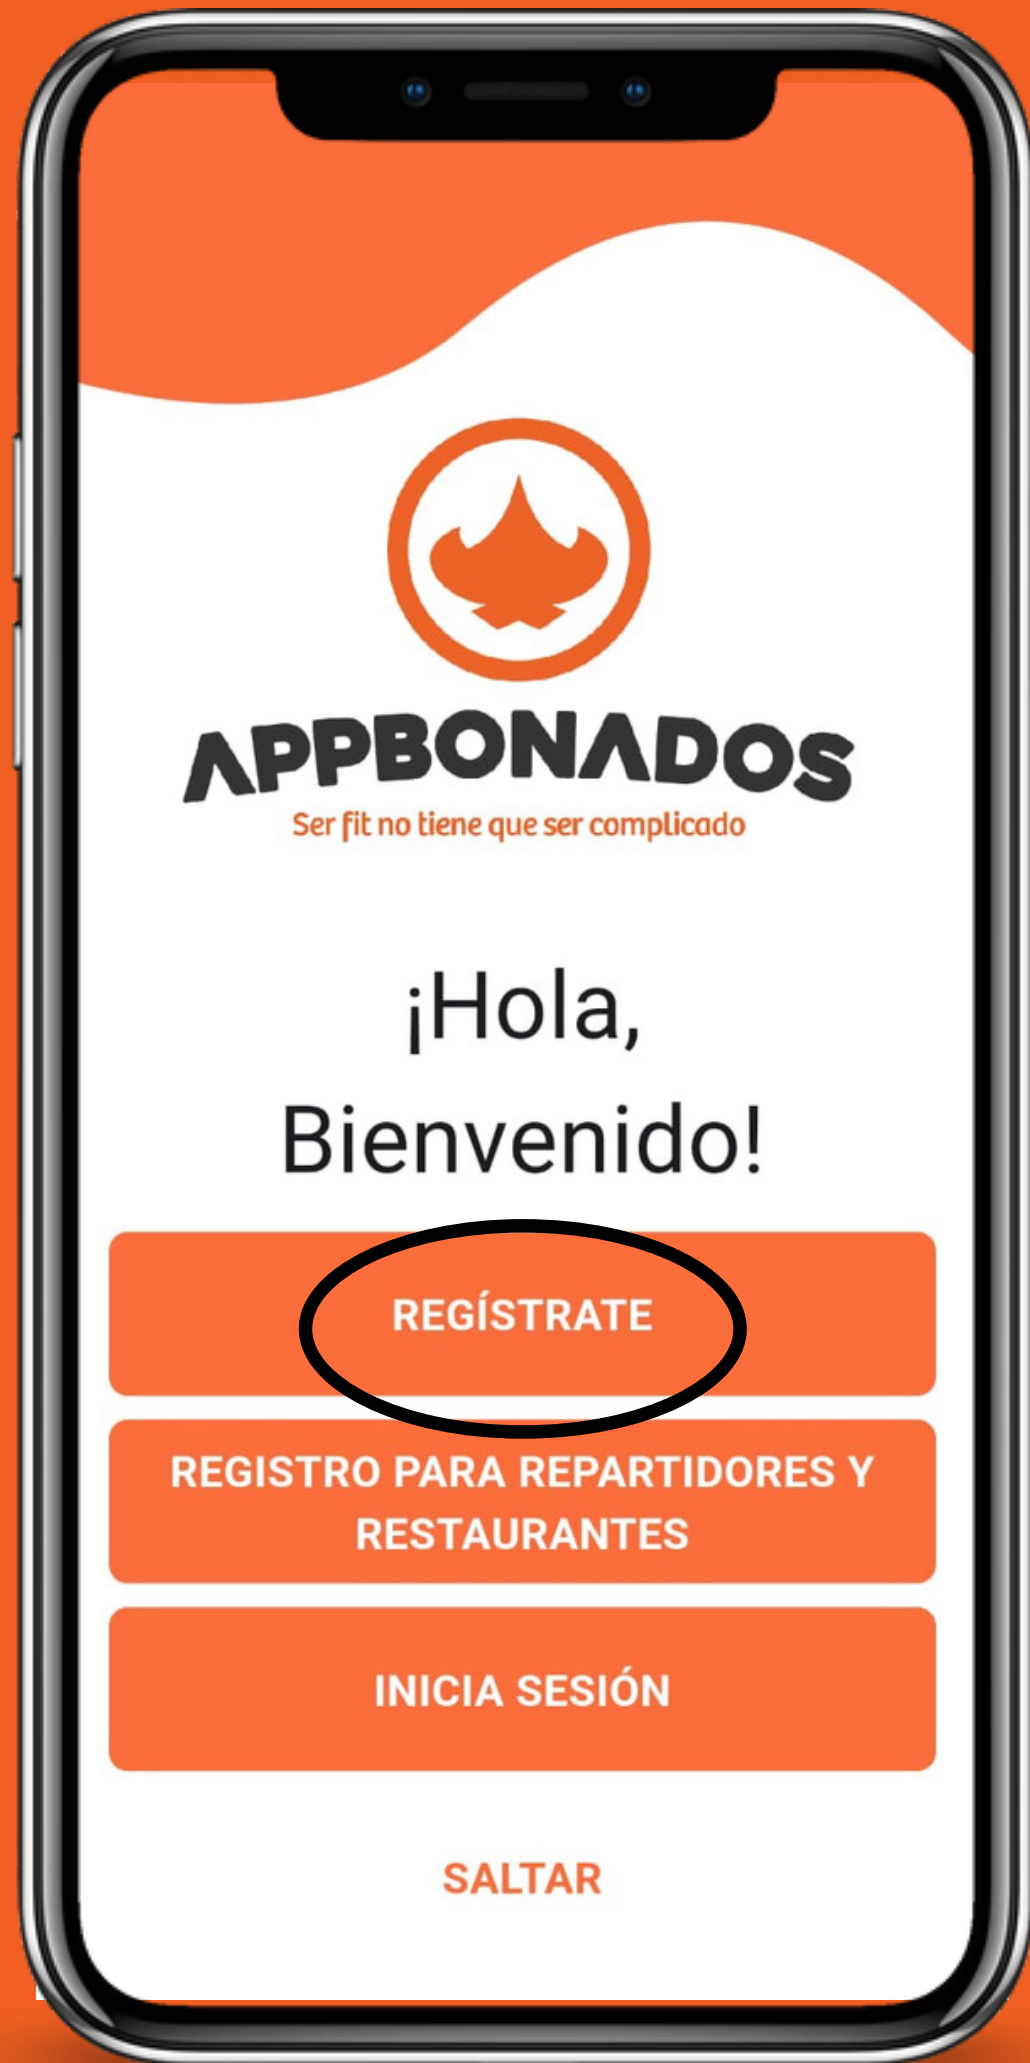 APPBONADOS
Ser fit no tiene que ser complicado
¡Hola,
Bienvenido!
REGÍSTRATE
REGISTRO PARA REPARTIDORES Y
RESTAURANTES
INICIA SESIÓN
SALTAR